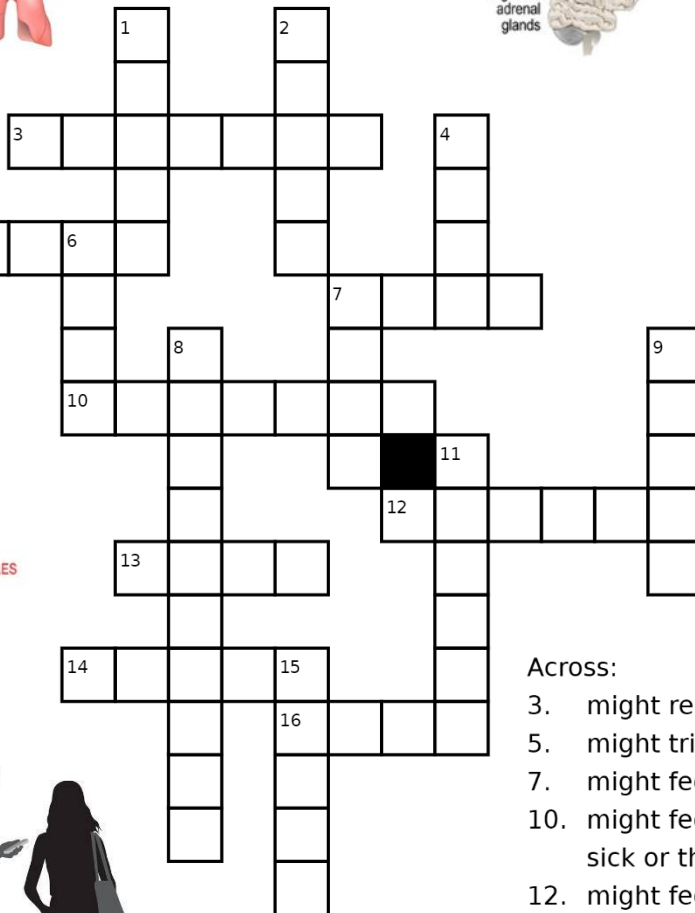 adrenal
glands
1
2
3
4
6
7
8
9
10
11
12
13
ES
14
15
16
Across:
3. might re
5. might tri
7. might fe
10. might fe
sick or th
12. might fe